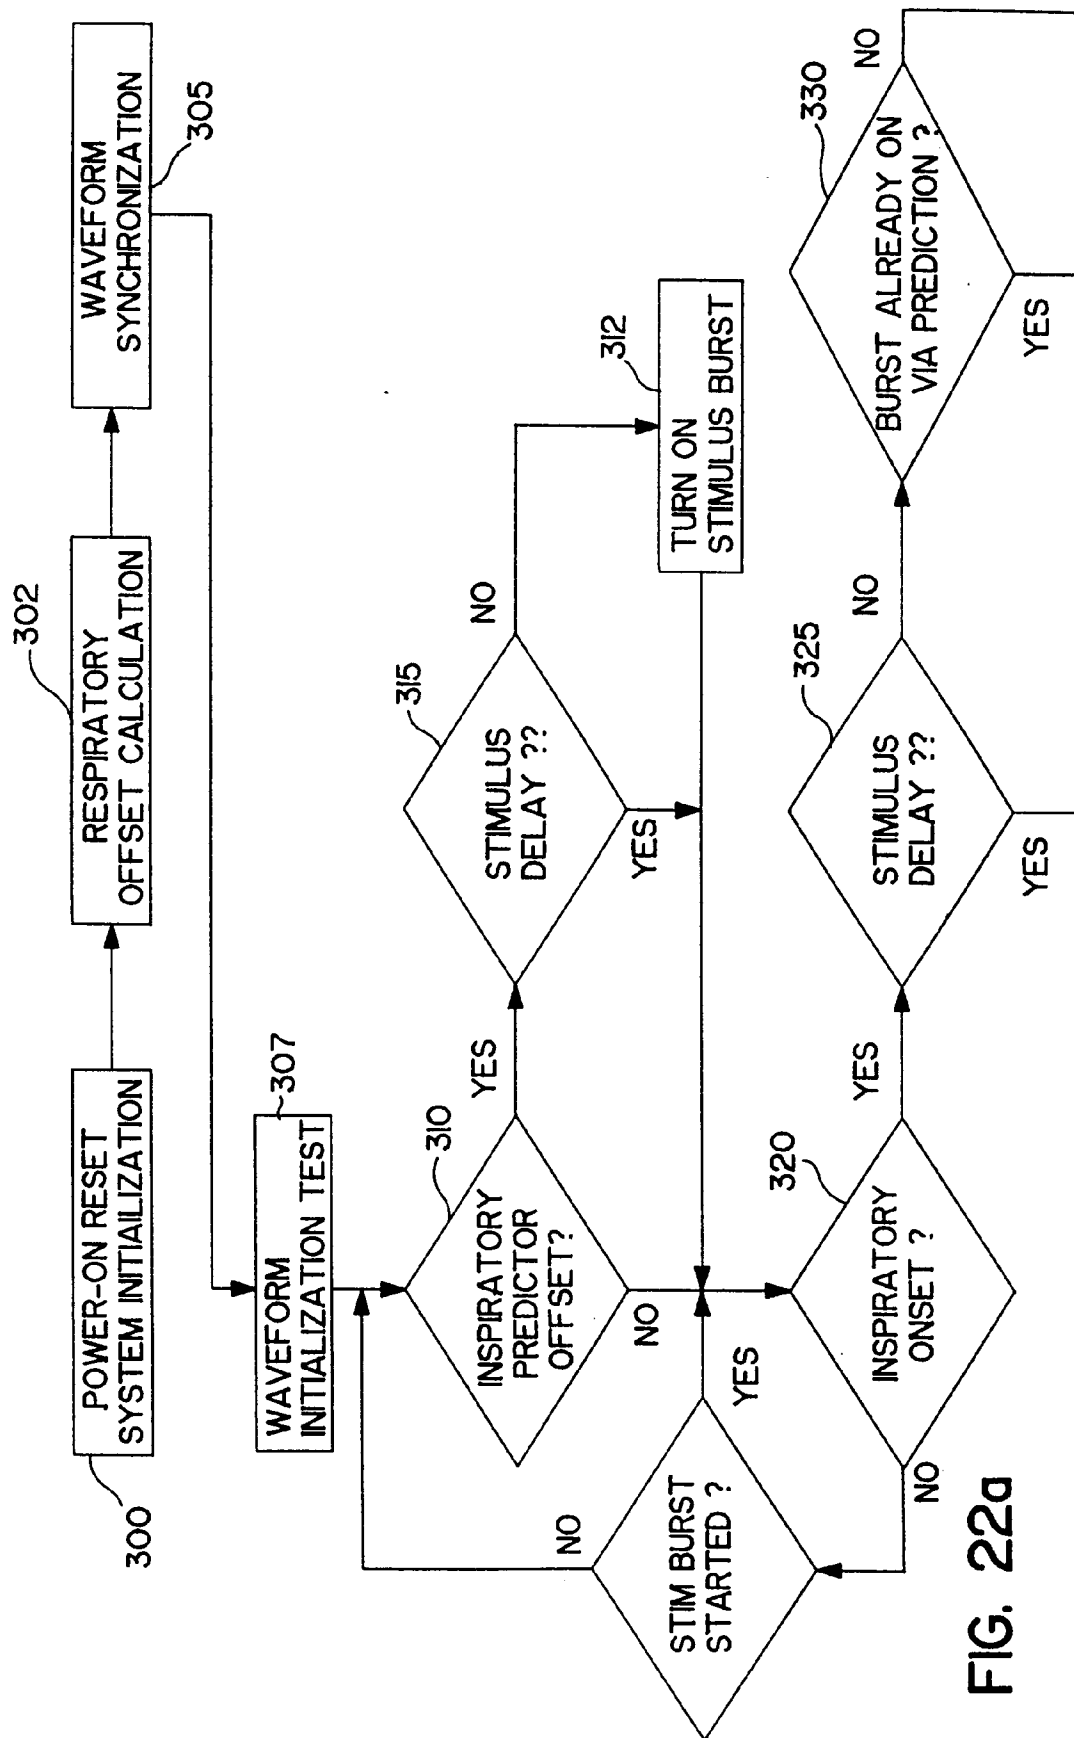 POWER-ON RESET
SYSTEM INITIAILIZATION
300
RESPIRATORY
OFFSET CALCULATION
302
WAVEFORM
SYNCHRONIZATION
305
WAVEFORM
INITIALIZATION TEST
307
INSPIRATORY
PREDICTOR
OFFSET?
310
YES
NO
STIMULUS
DELAY ??
315
NO
YES
TURN ON
STIMULUS BURST
312
STIM BURST
STARTED ?
NO
YES
INSPIRATORY
ONSET ?
320
YES
NO
STIMULUS
DELAY ??
325
NO
YES
BURST ALREADY ON
VIA PREDICTION ?
330
NO
YES
FIG. 22a